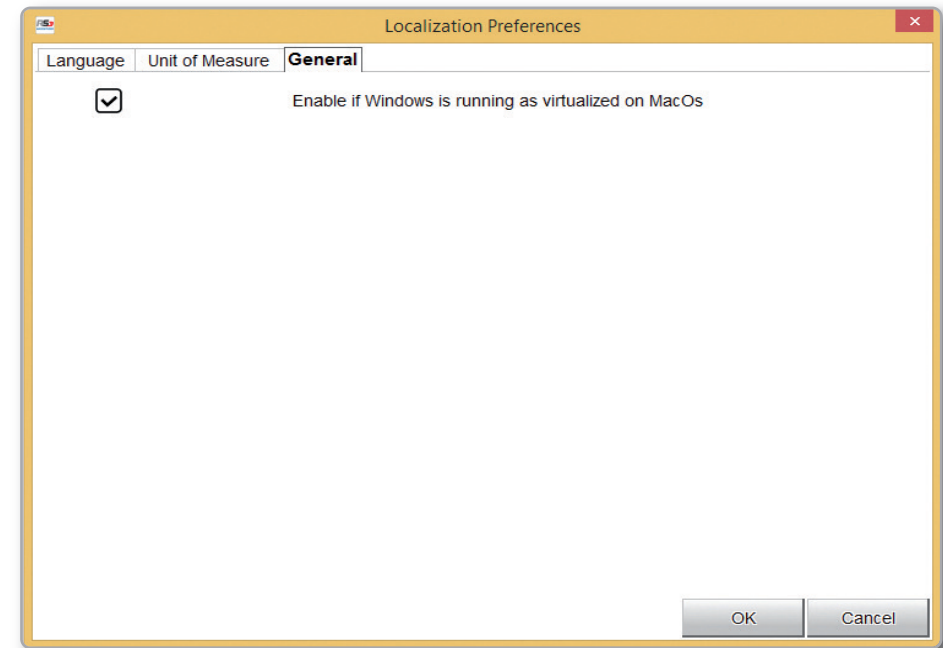 Localization Preferences
Language Unit of Measure General
Enable if Windows is running as virtualized on MacOs
OK Cancel